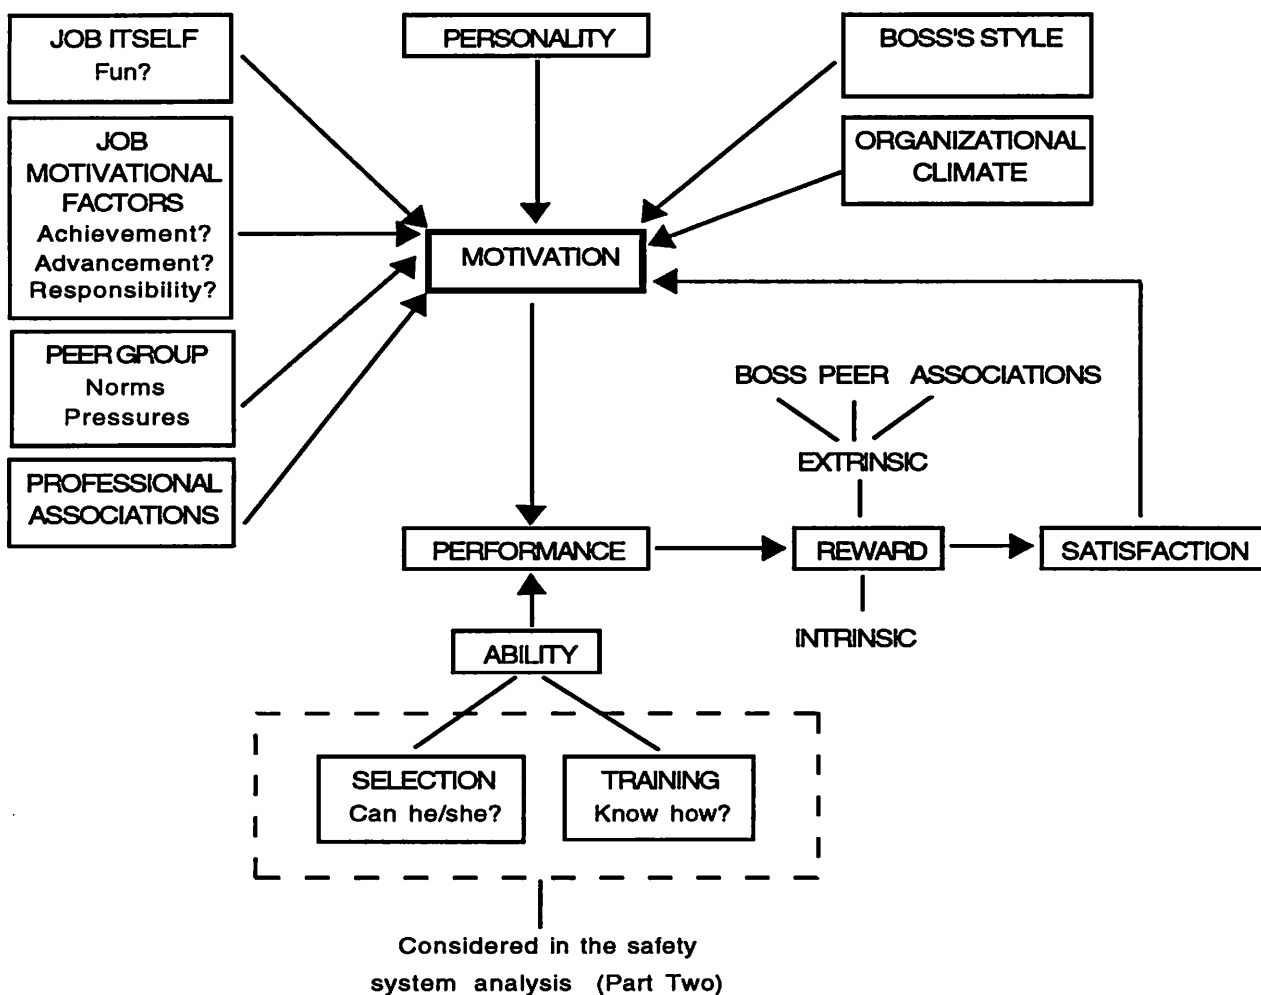 JOB ITSELF
Fun?
PERSONALITY
BOSS'S STYLE
JOB
MOTIVATIONAL
FACTORS
Achievement?
Advancement?
Responsibility?
ORGANIZATIONAL
CLIMATE
MOTIVATION
PEER GROUP
Norms
Pressures
BOSS PEER ASSOCIATIONS
EXTRINSIC
PROFESSIONAL
ASSOCIATIONS
PERFORMANCE
REWARD
SATISFACTION
INTRINSIC
ABILITY
SELECTION
Can he/she?
TRAINING
Know how?
Considered in the safety
system analysis (Part Two)